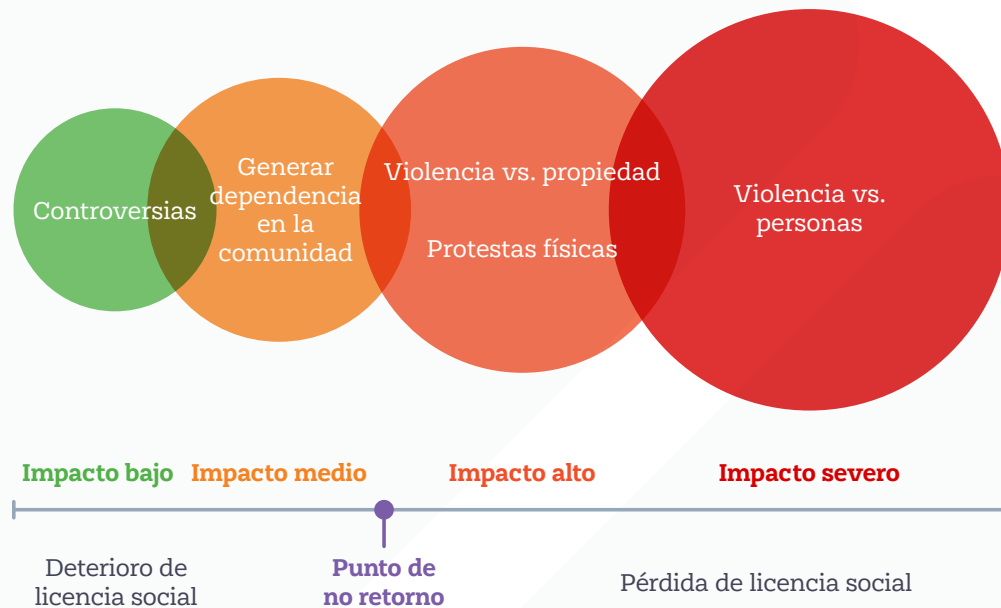 Controversias
Generar
dependencia
en la
comunidad
Violencia vs. propiedad
Protestas físicas
Violencia vs.
personas
Impacto bajo
Impacto medio
Impacto alto
Impacto severo
Deterioro de
licencia social
Punto de
no retorno
Pérdida de licencia social